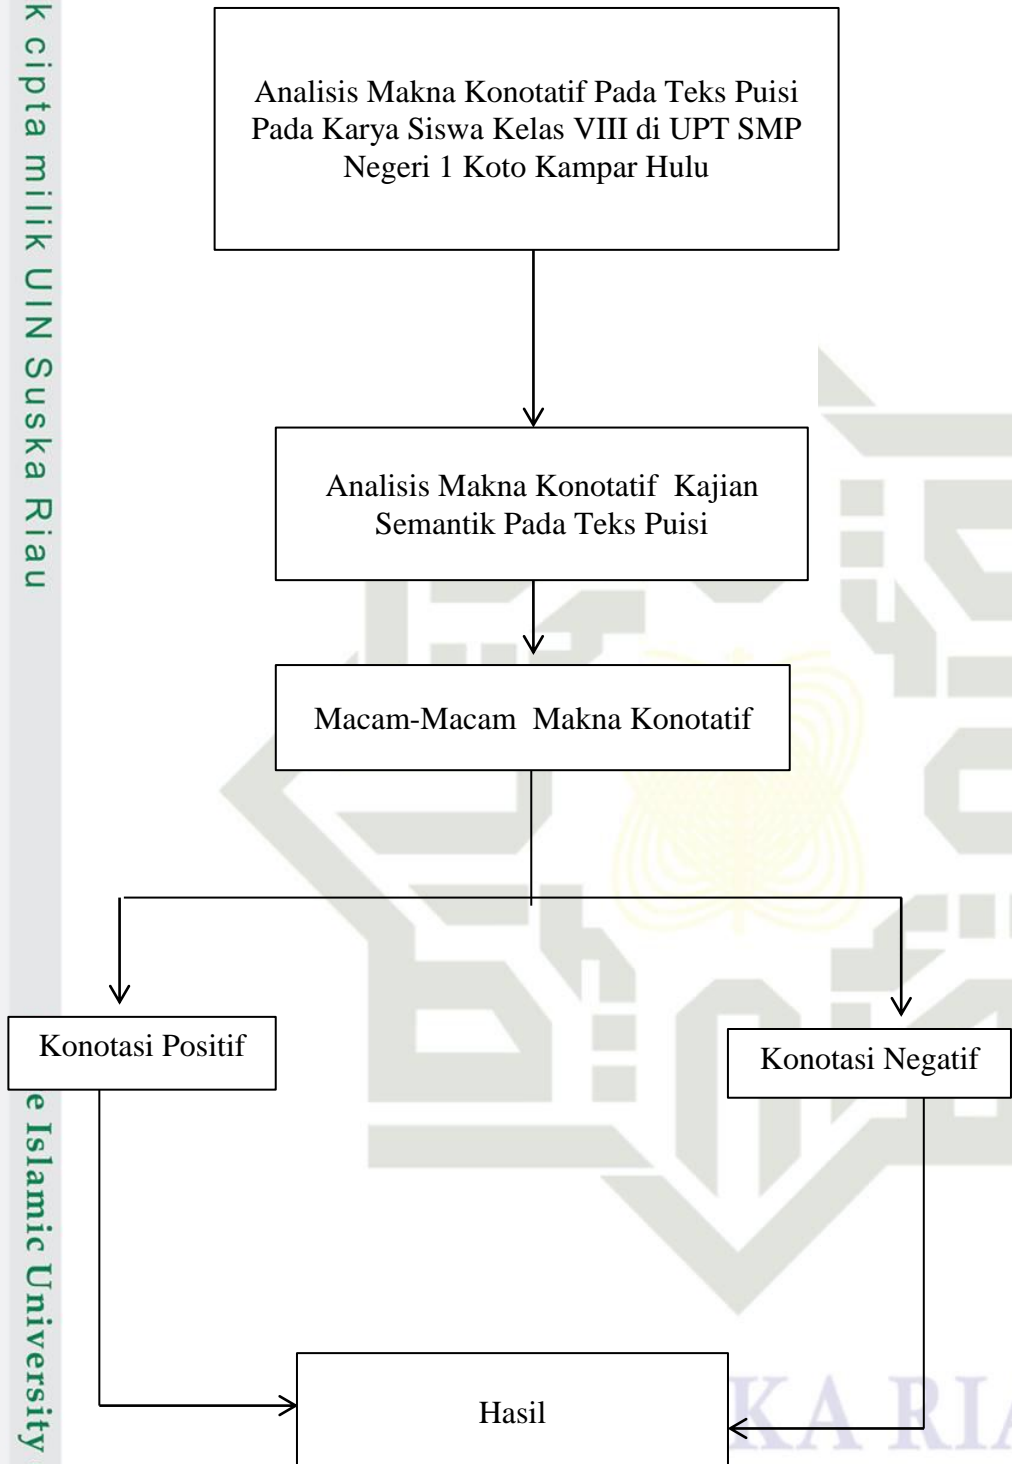 k cipta milik UIN Suska Riau
Analisis Makna Konotatif Pada Teks Puisi
Pada Karya Siswa Kelas VIII di UPT SMP
Negeri 1 Koto Kampar Hulu
Analisis Makna Konotatif  Kajian
Semantik Pada Teks Puisi
Macam-Macam  Makna Konotatif
Konotasi Positif
Konotasi Negatif
e Islamic University
Hasil
KA RIA